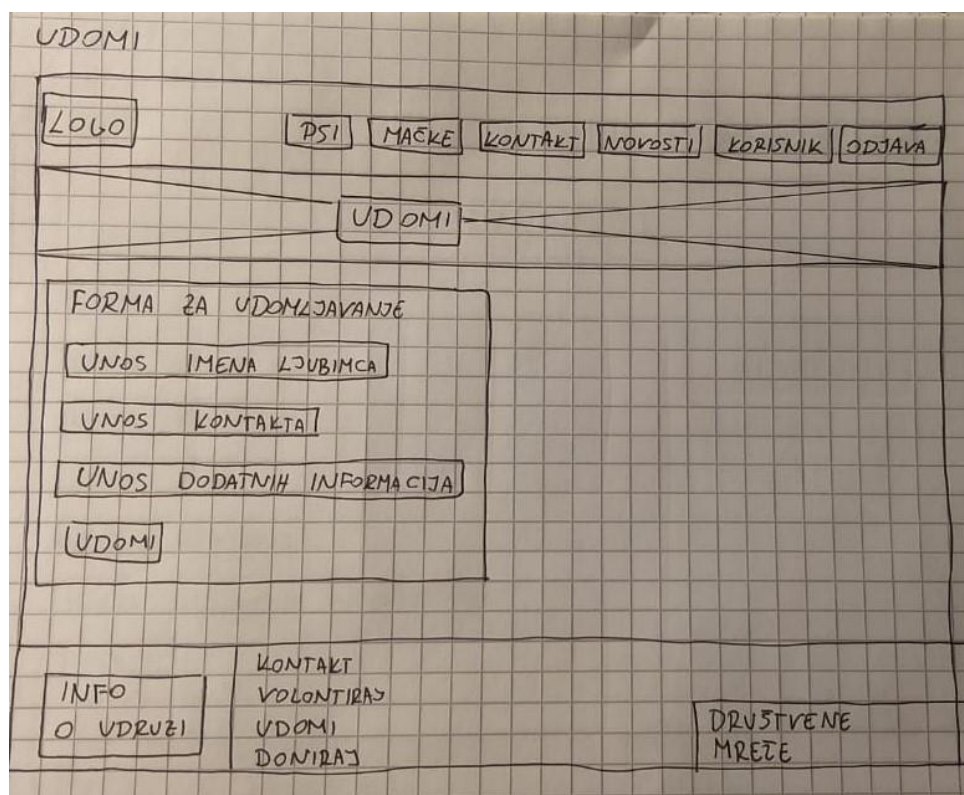 UDOMI
LOGO PSI MAČKE KONTAKT NOVOSTI KORISNIK ODJAVA
UDOMI
FORMA ZA UDOMLJAVANJE
UNOS IMENA LJUBIMCA
UNOS KONTAKTA
UNOS DODATNIH INFORMACIJA
UDOMI
INFO
O UDRUZI
KONTAKT
VOLONTIRAJ
UDOMI
DONIRAJ
DRUŠTVENE
MREŽE